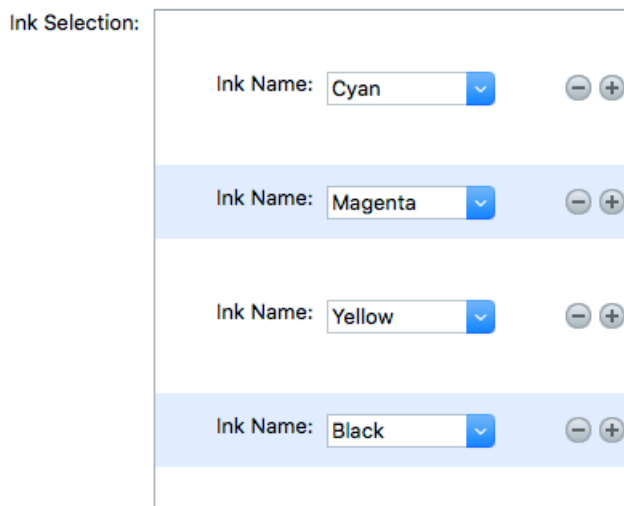 Ink Selection:
Ink Name: Cyan
Ink Name: Magenta
Ink Name: Yellow
Ink Name: Black